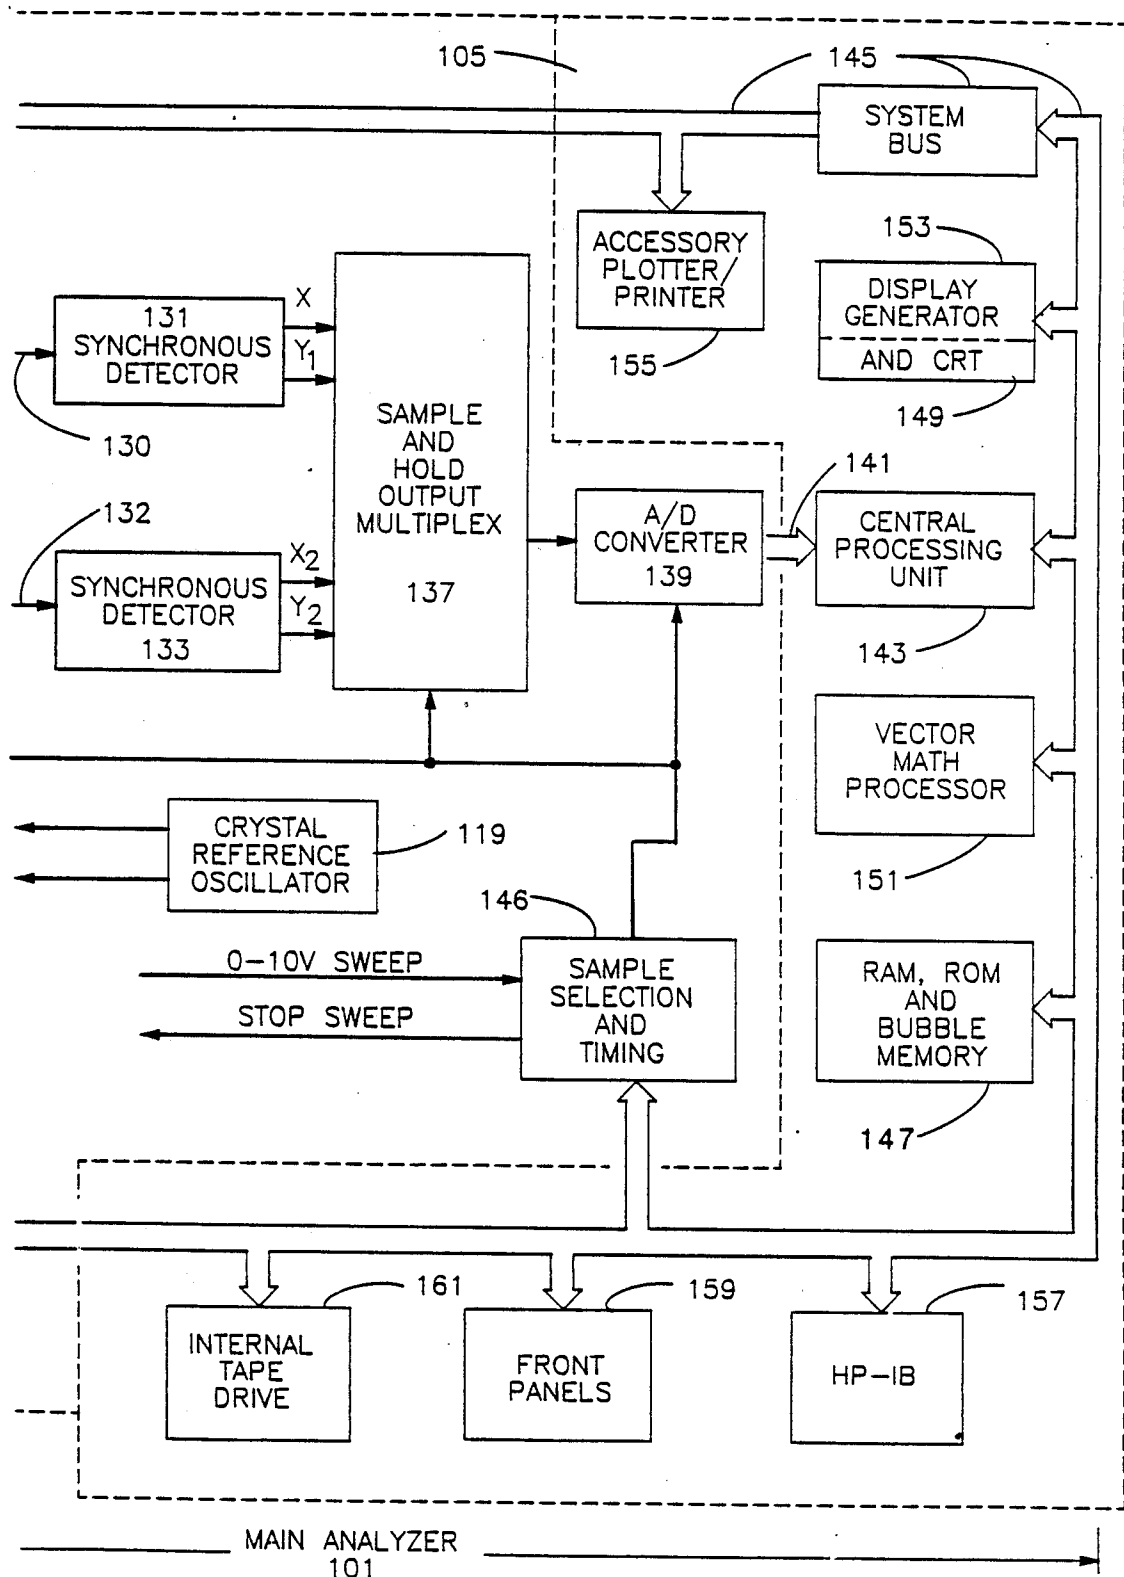 105
145
SYSTEM
BUS
ACCESSORY
PLOTTER/
PRINTER
155
153
DISPLAY
GENERATOR
AND CRT
149
131
SYNCHRONOUS
DETECTOR
X
Y1
130
132
SYNCHRONOUS
DETECTOR
133
X2
Y2
SAMPLE
AND
HOLD
OUTPUT
MULTIPLEX
137
A/D
CONVERTER
139
141
CENTRAL
PROCESSING
UNIT
143
VECTOR
MATH
PROCESSOR
151
CRYSTAL
REFERENCE
OSCILLATOR
119
146
0-10V SWEEP
STOP SWEEP
SAMPLE
SELECTION
AND
TIMING
RAM, ROM
AND
BUBBLE
MEMORY
147
161
INTERNAL
TAPE
DRIVE
159
FRONT
PANELS
157
HP-IB
MAIN ANALYZER
101